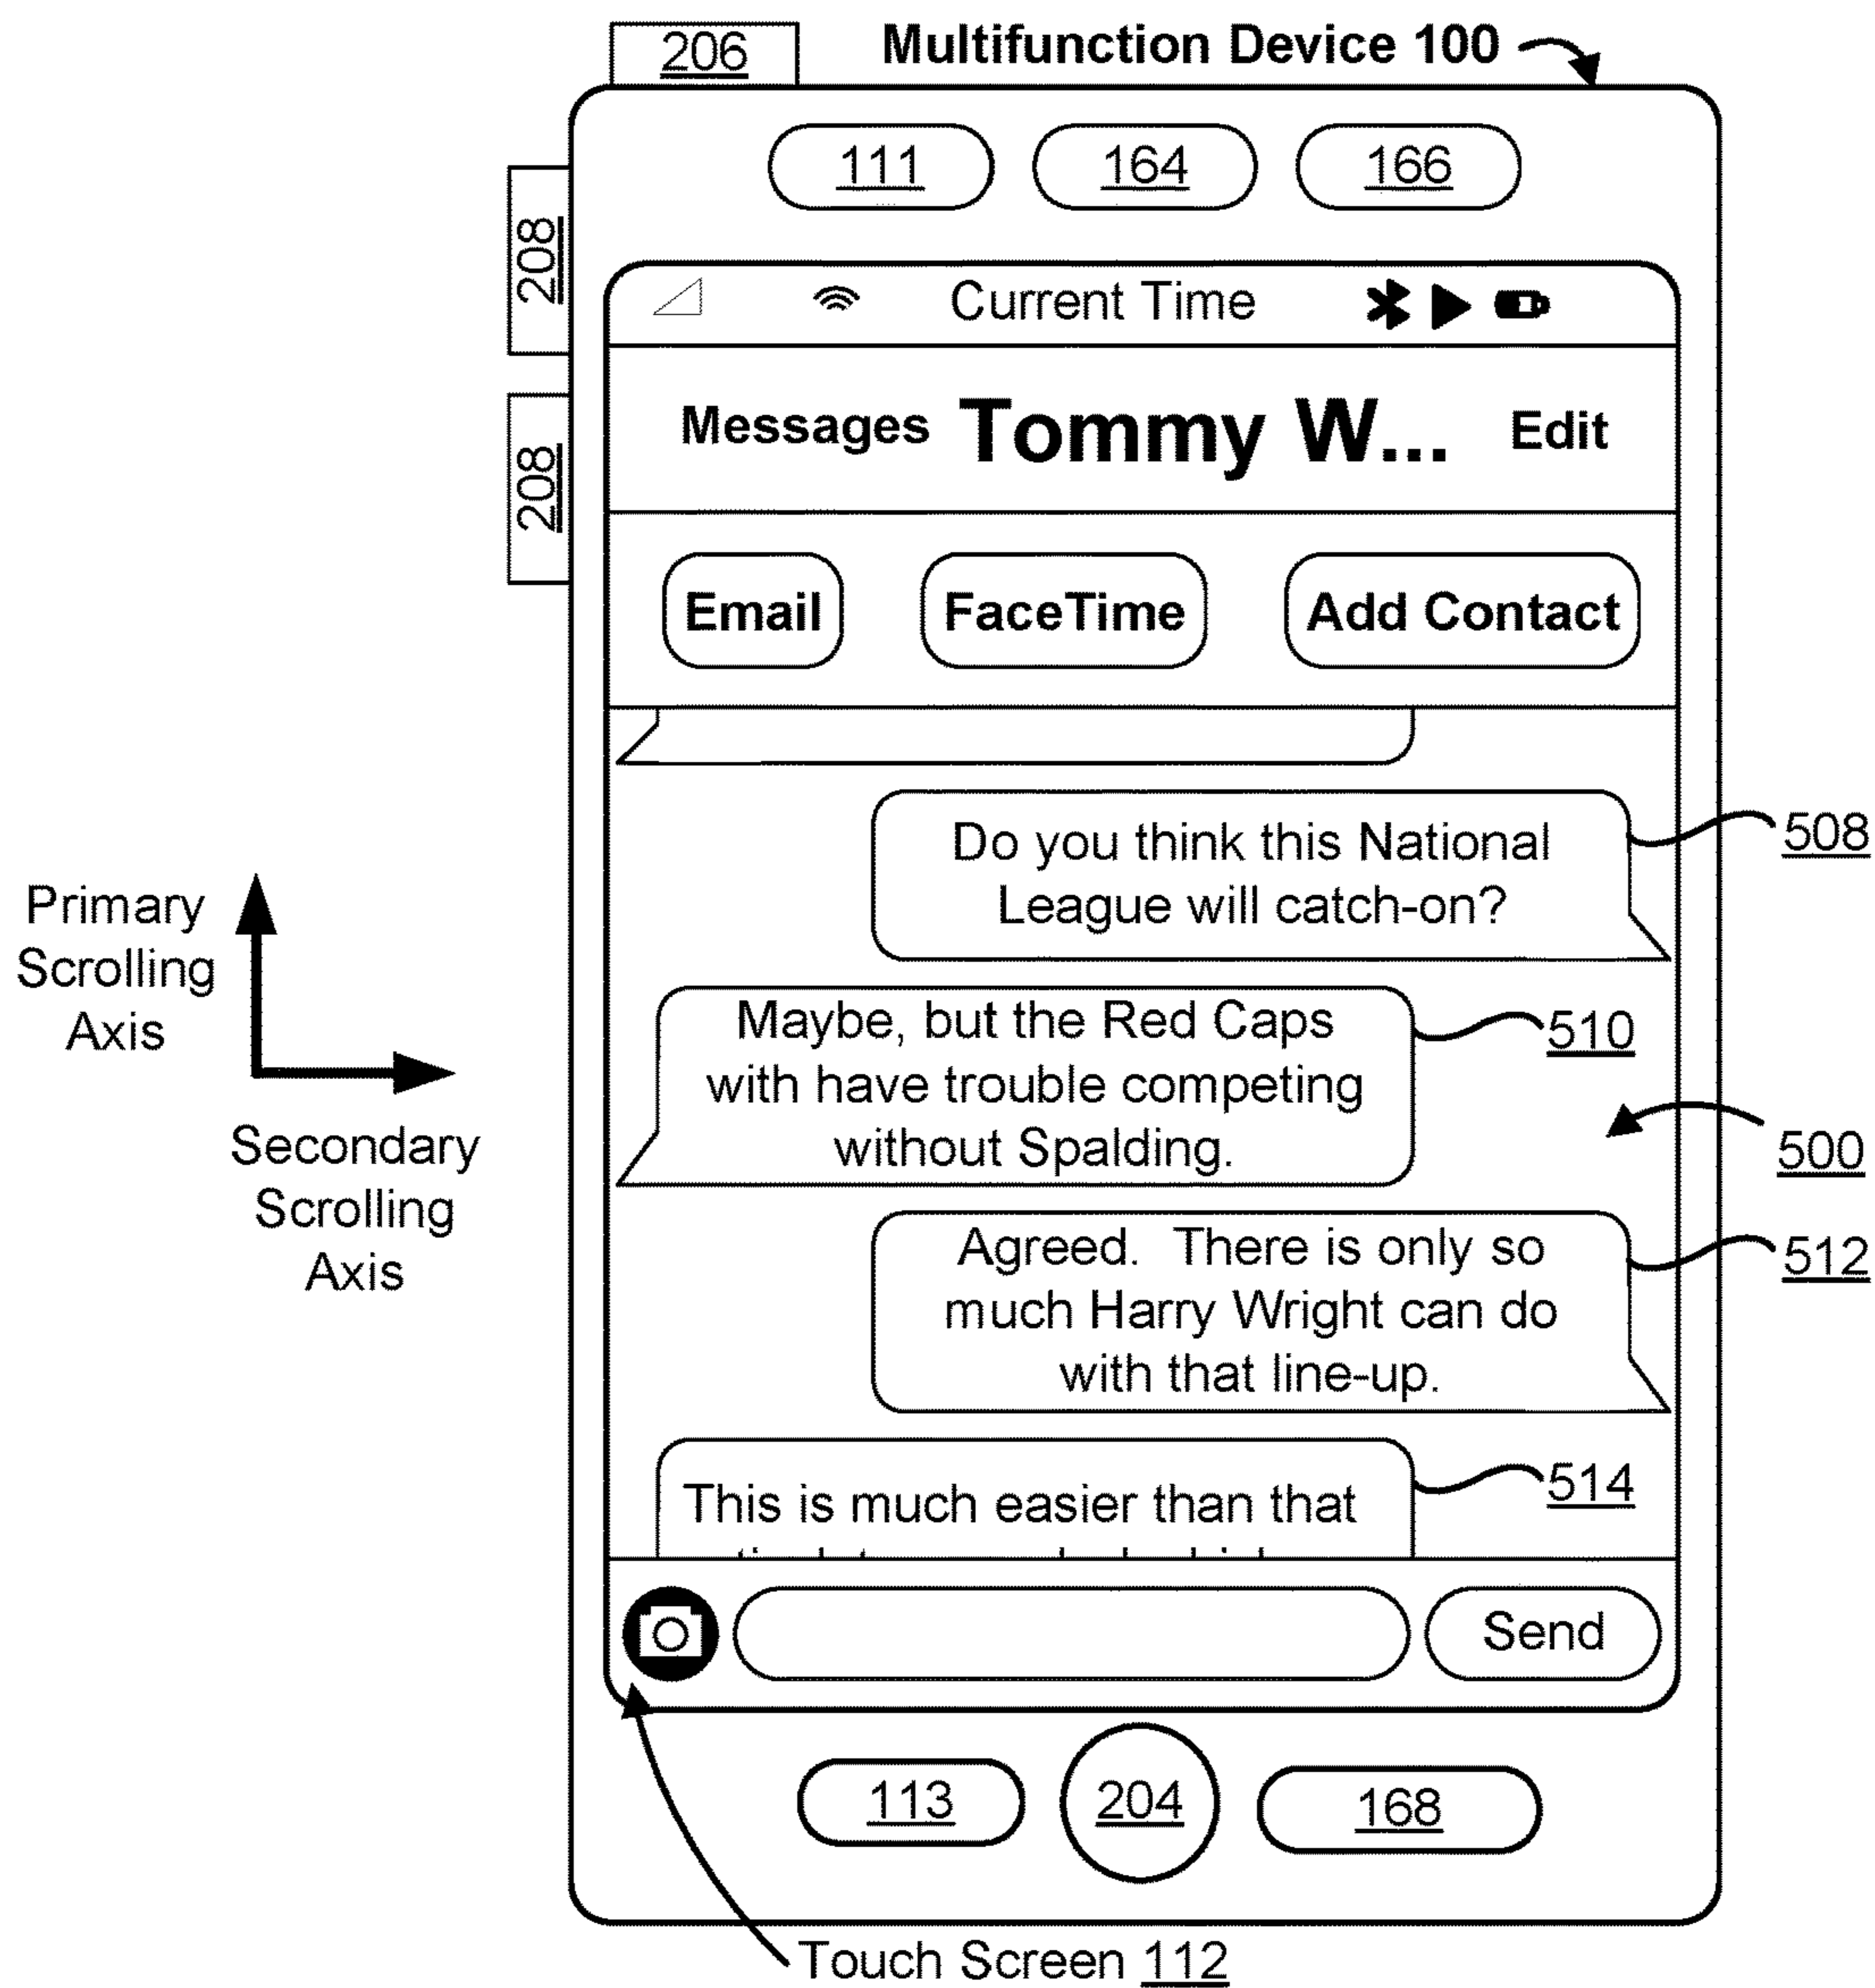 206
Multifunction Device 100
111 164 166
208
208
Current Time
Messages Tommy W... Edit
Email FaceTime Add Contact
Do you think this National
League will catch-on?
508
Primary
Scrolling
Axis
Secondary
Scrolling
Axis
Maybe, but the Red Caps
with have trouble competing
without Spalding.
510
500
Agreed. There is only so
much Harry Wright can do
with that line-up.
512
This is much easier than that
514
Send
113 204 168
Touch Screen 112